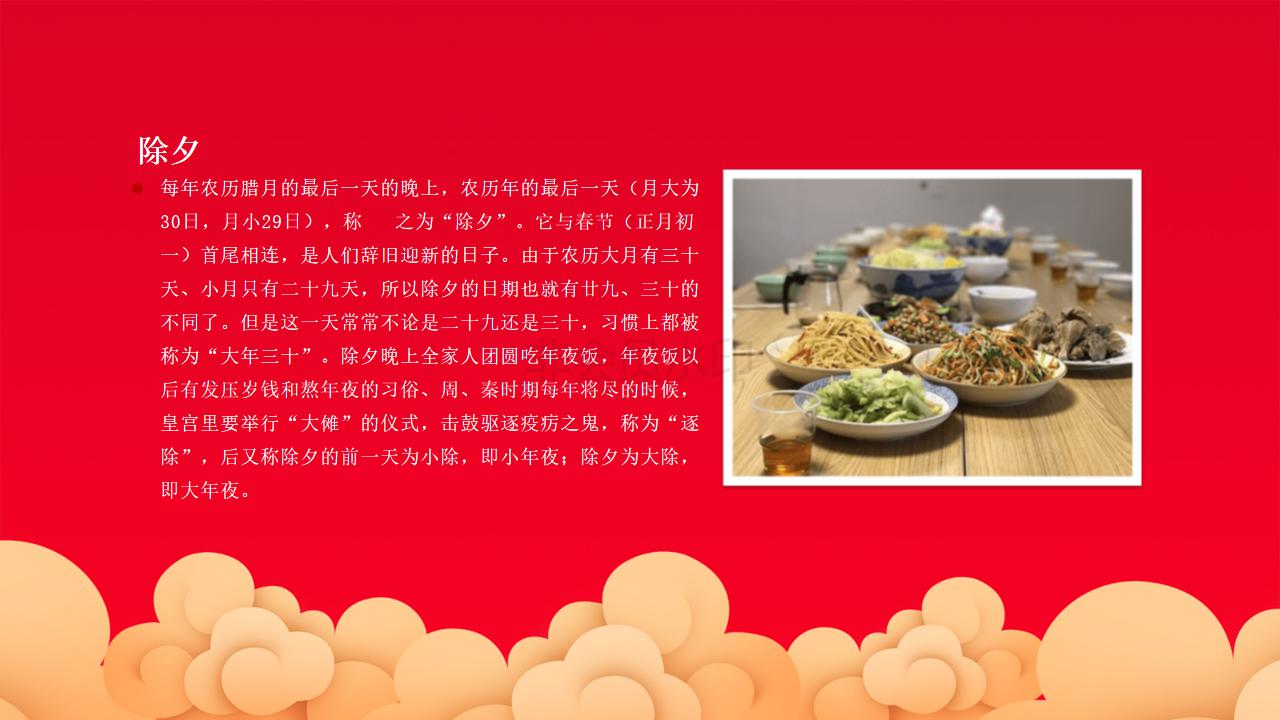 除夕
每年农历腊月的最后一天的晚上，农历年的最后一天（月大为
30日，月小29日），称　之为“除夕”。它与春节（正月初
一）首尾相连，是人们辞旧迎新的日子。由于农历大月有三十
天、小月只有二十九天，所以除夕的日期也就有廿九、三十的
不同了。但是这一天常常不论是二十九还是三十，习惯上都被
称为“大年三十”。除夕晚上全家人团圆吃年夜饭，年夜饭以
后有发压岁钱和熬年夜的习俗、周、秦时期每年将尽的时候，
皇宫里要举行“大傩”的仪式，击鼓驱逐疫疠之鬼，称为“逐
除”，后又称除夕的前一天为小除，即小年夜；除夕为大除，
即大年夜。